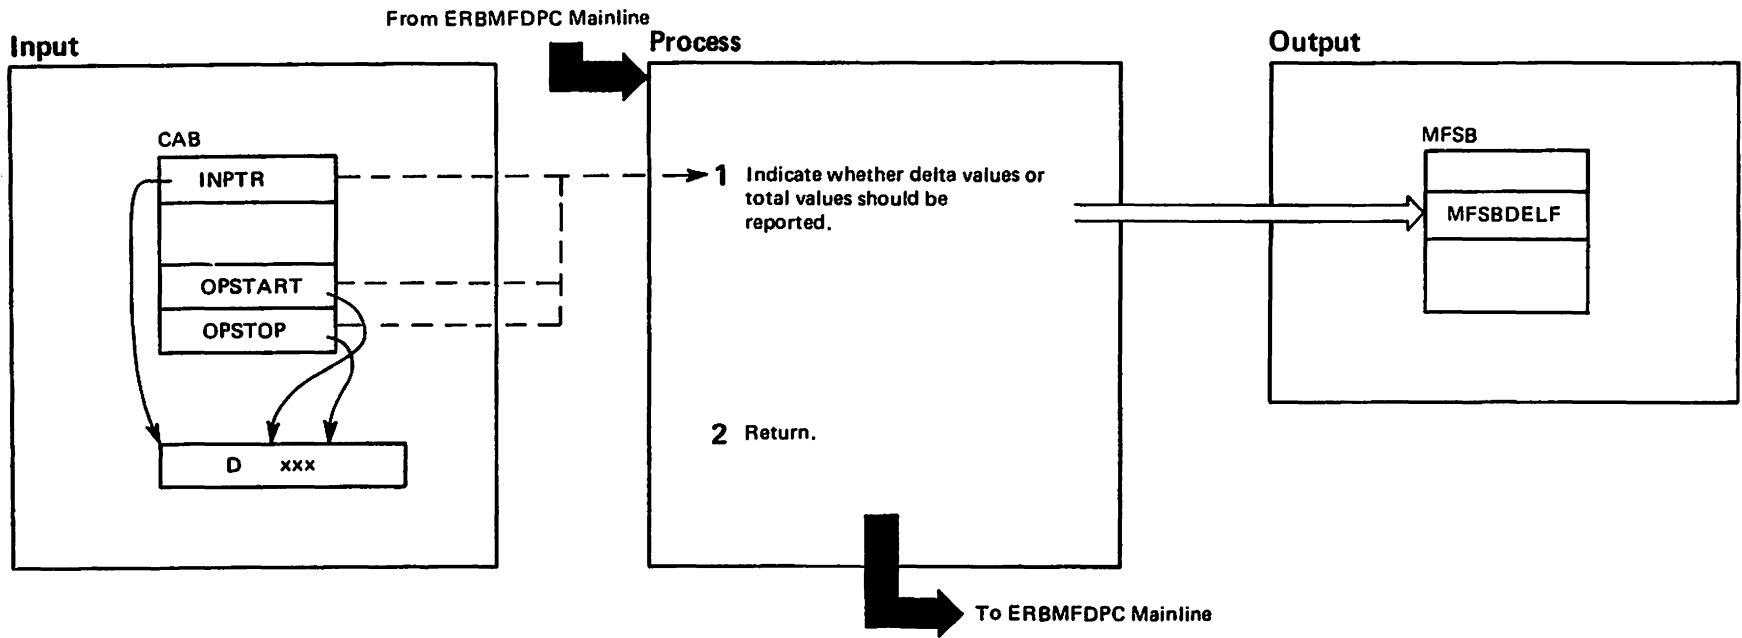 From ERBMFDPC Mainline
Input
Process
Output
CAB
INPTR
OPSTART
OPSTOP
D xxx
1 Indicate whether delta values or
total values should be
reported.
2 Return.
MFSB
MFSBDELF
To ERBMFDPC Mainline